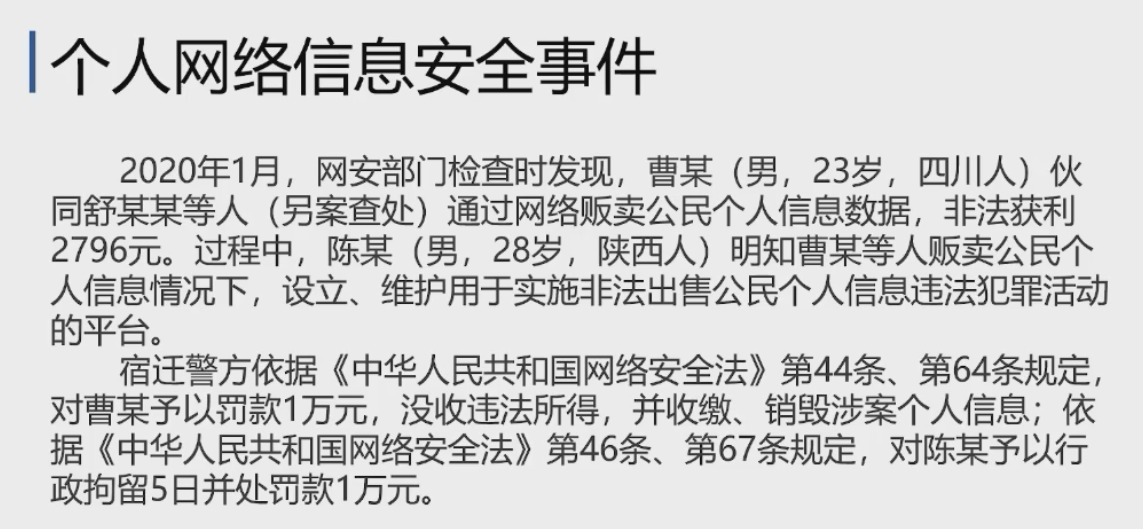 个人网络信息安全事件
2020年1月，网安部门检查时发现，曹某（男，23岁，四川人）伙
同舒某某等人（另案查处）通过网络贩卖公民个人信息数据，非法获利
2796元。过程中，陈某（男，28岁，陕西人）明知曹某等人贩卖公民个
人信息情况下，设立、维护用于实施非法出售公民个人信息违法犯罪活动
的平台。
宿迁警方依据《中华人民共和国网络安全法》第44条、第64条规定，
对曹某予以罚款1万元，没收违法所得，并收缴、销毁涉案个人信息；依
据《中华人民共和国网络安全法》第46条、第67条规定，对陈某予以行
政拘留5日并处罚款1万元。